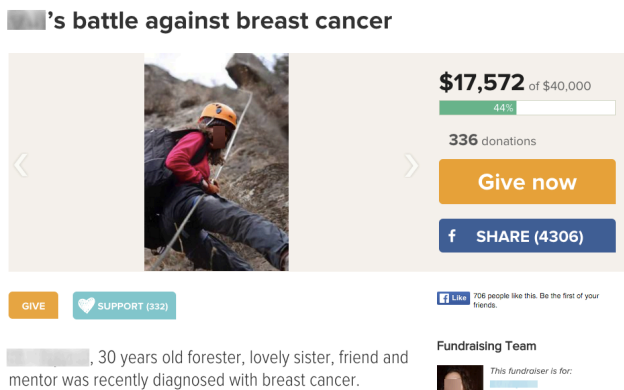 's battle against breast cancer
$17,572 of $40,000
44%
336 donations
Give now
f SHARE (4306)
GIVE
SUPPORT (332)
f Like 706 people like this. Be the first of your
friends.
, 30 years old forester, lovely sister, friend and
mentor was recently diagnosed with breast cancer.
Fundraising Team
This fundraiser is for: